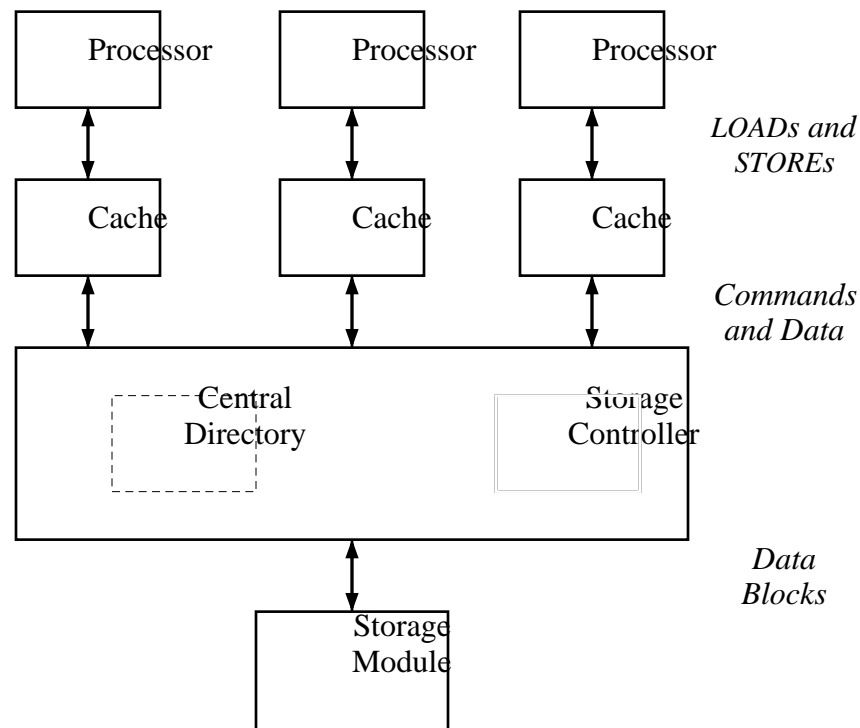 Processor
Processor
Processor
LOADs and
STOREs
Cache
Cache
Cache
Commands
and Data
Central
Directory
Storage
Controller
Data
Blocks
Storage
Module